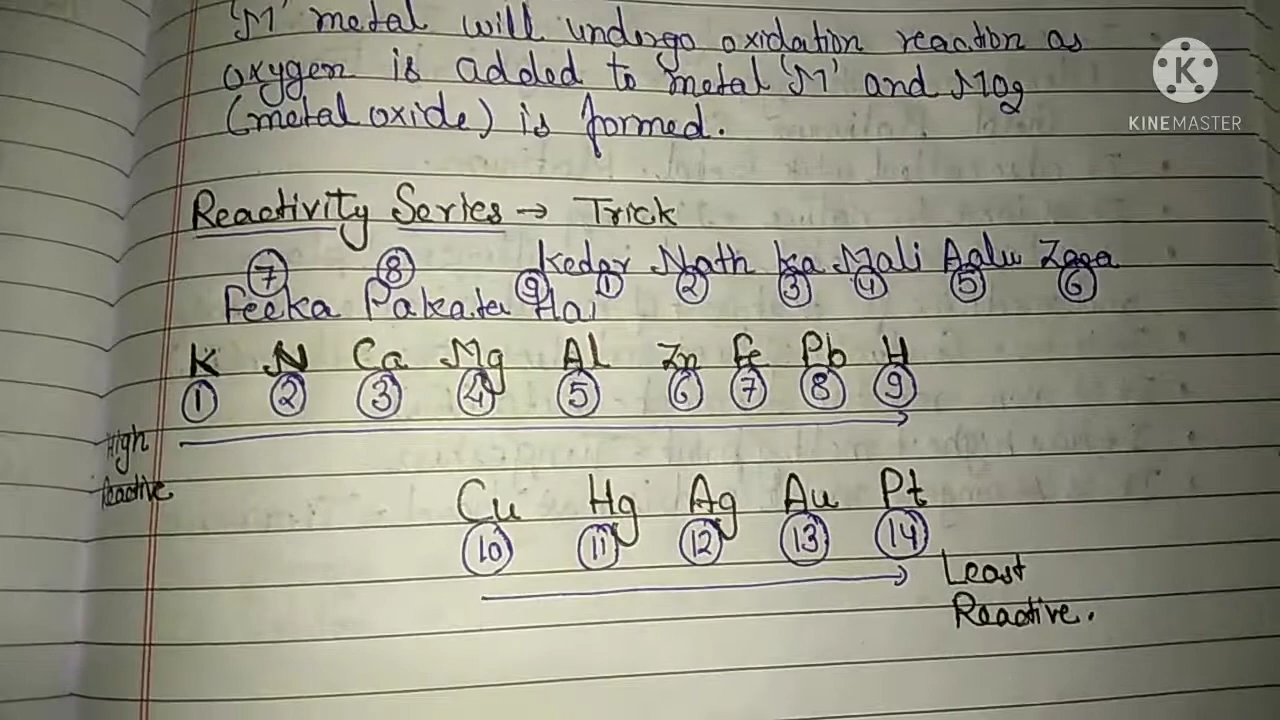 'M' metal will undergo oxidation reaction as
oxygen is added to metal 'M' and MO2
(metal oxide) is formed.
KINEMASTER
Reactivity Series → Trick
Kedar Nath Ka Mali Aalu Zaga
7 8 9 1 2 3 4 5 6
Feeka Pakata Hai
K N Ca Mg Al Zn Fe Pb H
1 2 3 4 5 6 7 8 9
High
Reactive
Cu Hg Ag Au Pt
10 11 12 13 14
Least
Reactive.